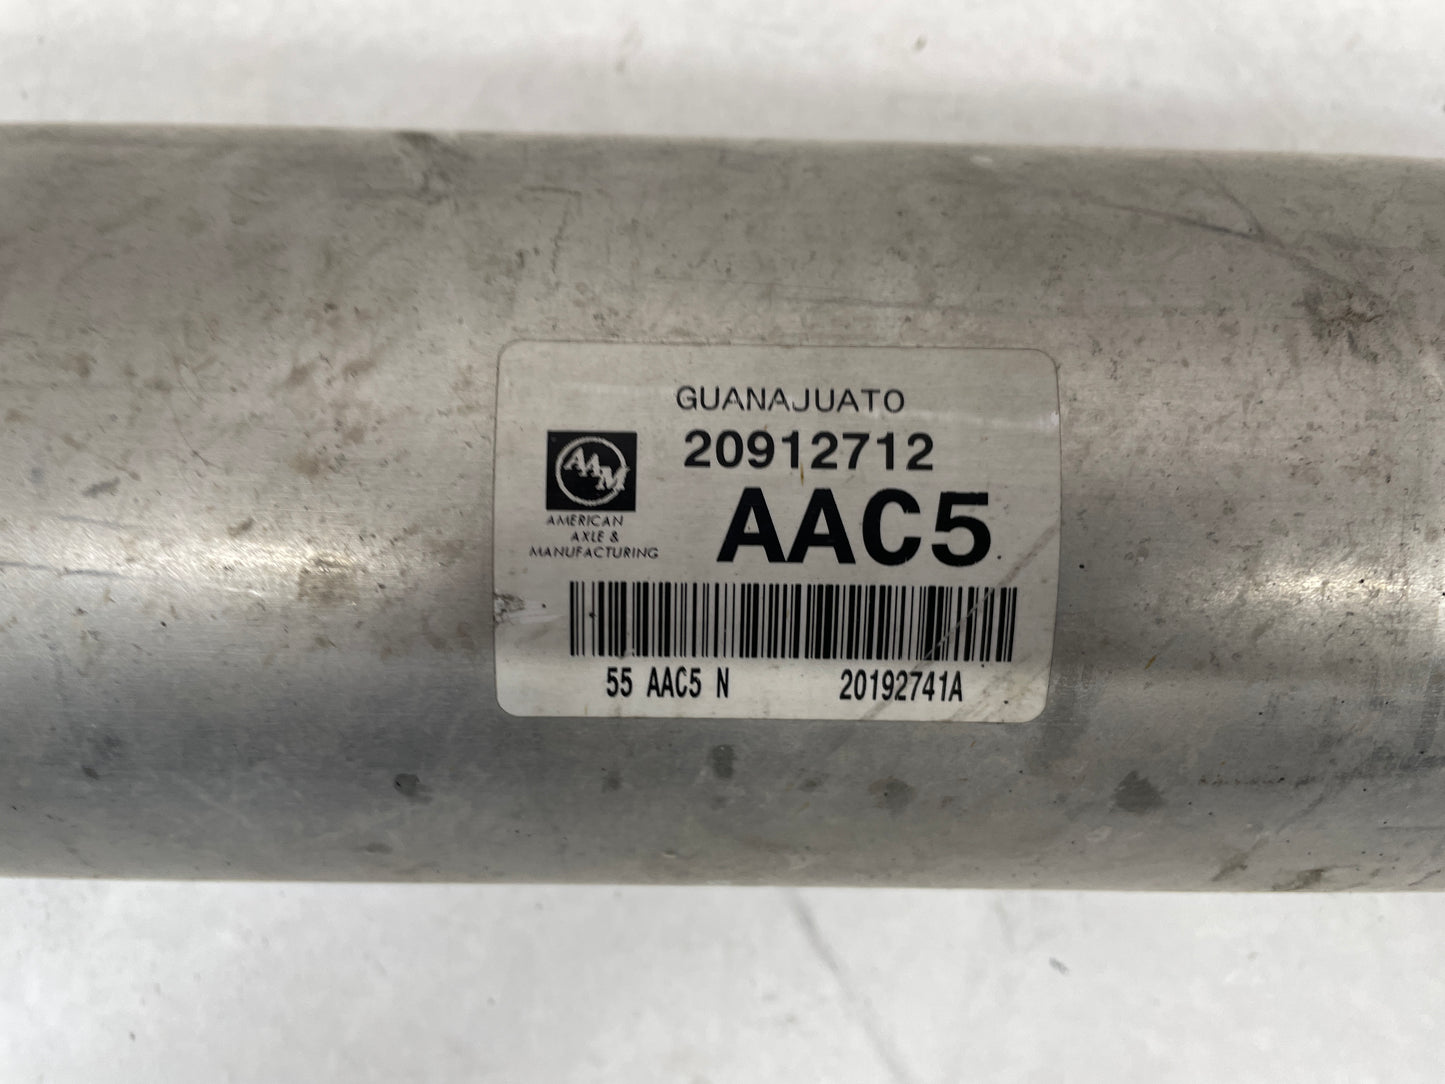 GUANAJUATO
20912712
AAM
AMERICAN
AXLE &
MANUFACTURING
AAC5
55 AAC5 N 20192741A